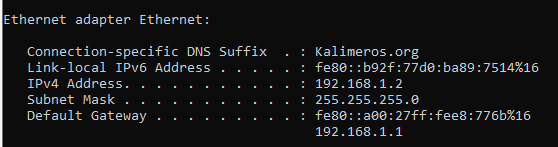 Ethernet adapter Ethernet:
Connection-specific DNS Suffix . : Kalimeros.org
Link-local IPv6 Address . . . . . : fe80::b92f:77d0:ba89:7514%16
IPv4 Address. . . . . . . . . . . : 192.168.1.2
Subnet Mask . . . . . . . . . . . : 255.255.255.0
Default Gateway . . . . . . . . . : fe80::a00:27ff:fee8:776b%16
192.168.1.1